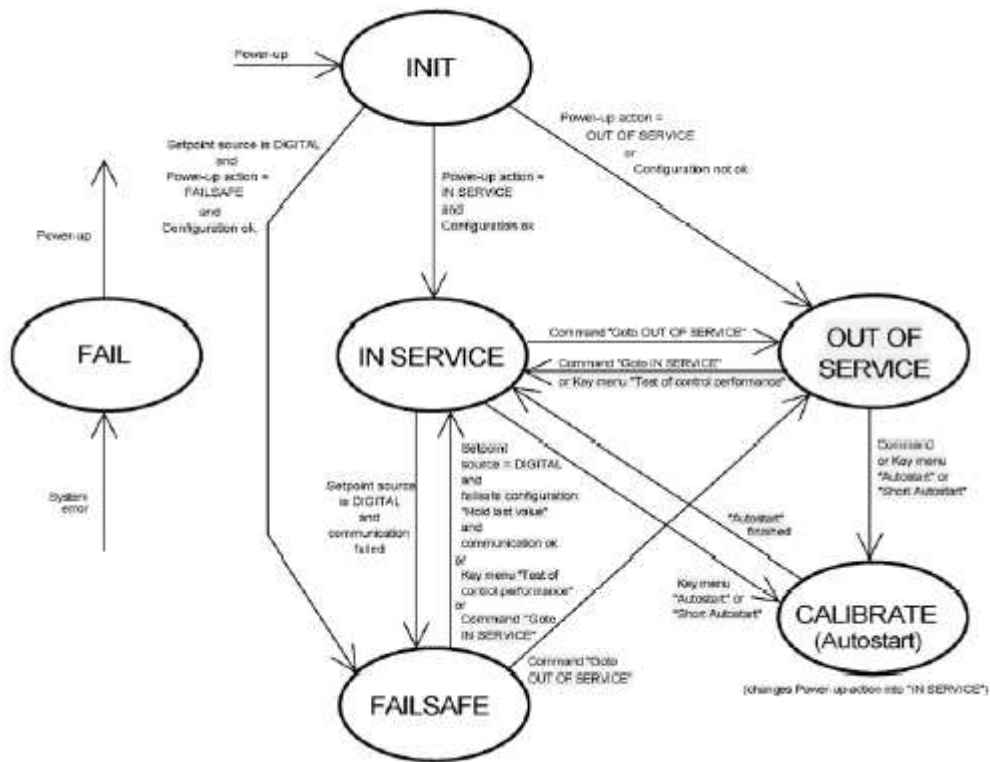 Power-up
INIT
Setpoint source is DIGITAL
and
Power-up action =
FAILSAFE
and
Configuration ok
Power-up action =
IN SERVICE
and
Configuration ok
Power-up action =
OUT OF SERVICE
or
Configuration not ok
Power-up
FAIL
System
error
IN SERVICE
Command "Goto OUT OF SERVICE"
Command "Goto IN SERVICE"
or Key menu "Test of control performance"
OUT OF
SERVICE
Setpoint source
is DIGITAL
and
communication
failed
Setpoint
source = DIGITAL
and
failsafe configuration:
"Hold last value"
and
communication ok
or
Key menu "Test of
control performance"
or
Command "Goto
IN SERVICE"
Command
or Key menu
"Autostart" or
"Short Autostart"
"Autostart"
finished
Key menu
"Autostart" or
"Short Autostart"
CALIBRATE
(Autostart)
(changes Power-up-action into "IN SERVICE")
Command "Goto
OUT OF SERVICE"
FAILSAFE